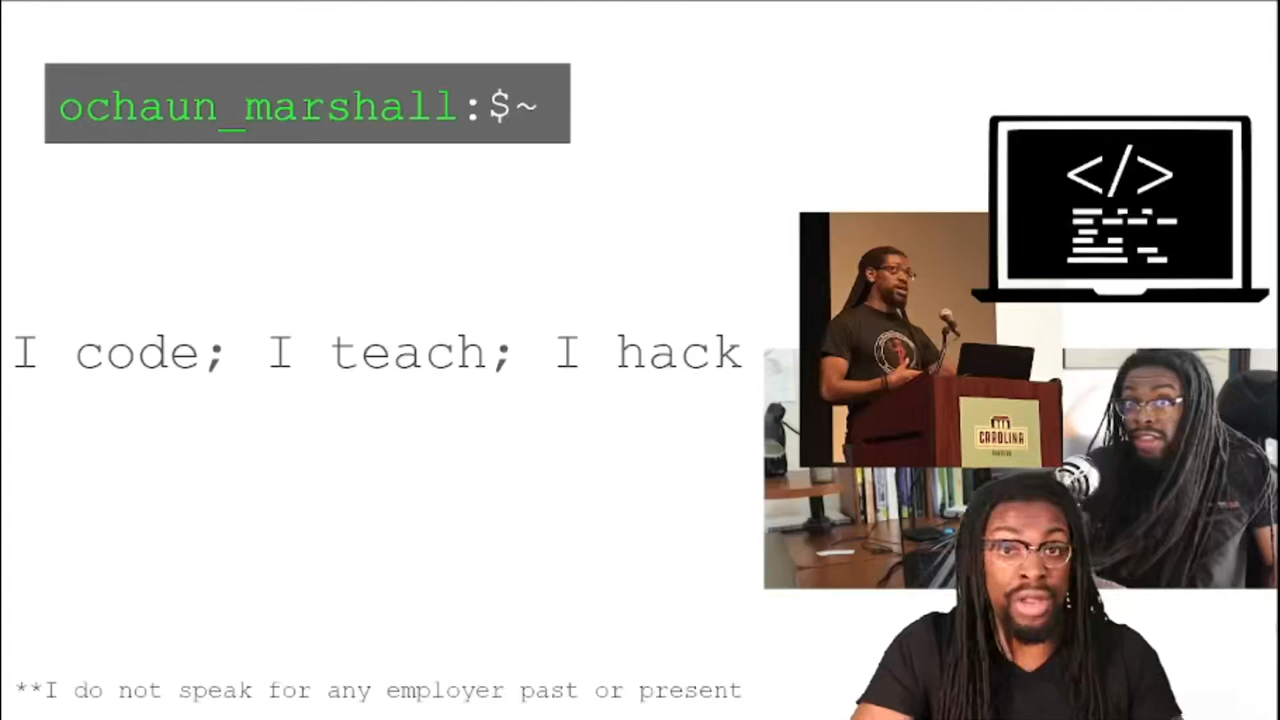 ochaun_marshall:$~
</>
I code; I teach; I hack
CAROLINA
**I do not speak for any employer past or present